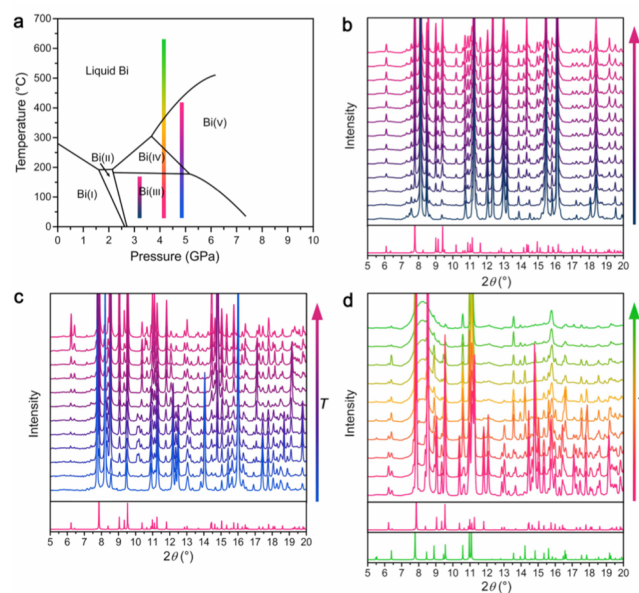 a
700
600
500
400
300
200
100
0
Temperature (°C)
Liquid Bi
Bi(V)
Bi(IV)
Bi(II)
Bi(I)
Bi(III)
0 1 2 3 4 5 6 7 8 9 10
Pressure (GPa)
b
Intensity
5 6 7 8 9 10 11 12 13 14 15 16 17 18 19 20
2θ (°)
c
Intensity
T
5 6 7 8 9 10 11 12 13 14 15 16 17 18 19 20
2θ (°)
d
Intensity
5 6 7 8 9 10 11 12 13 14 15 16 17 18 19 20
2θ (°)